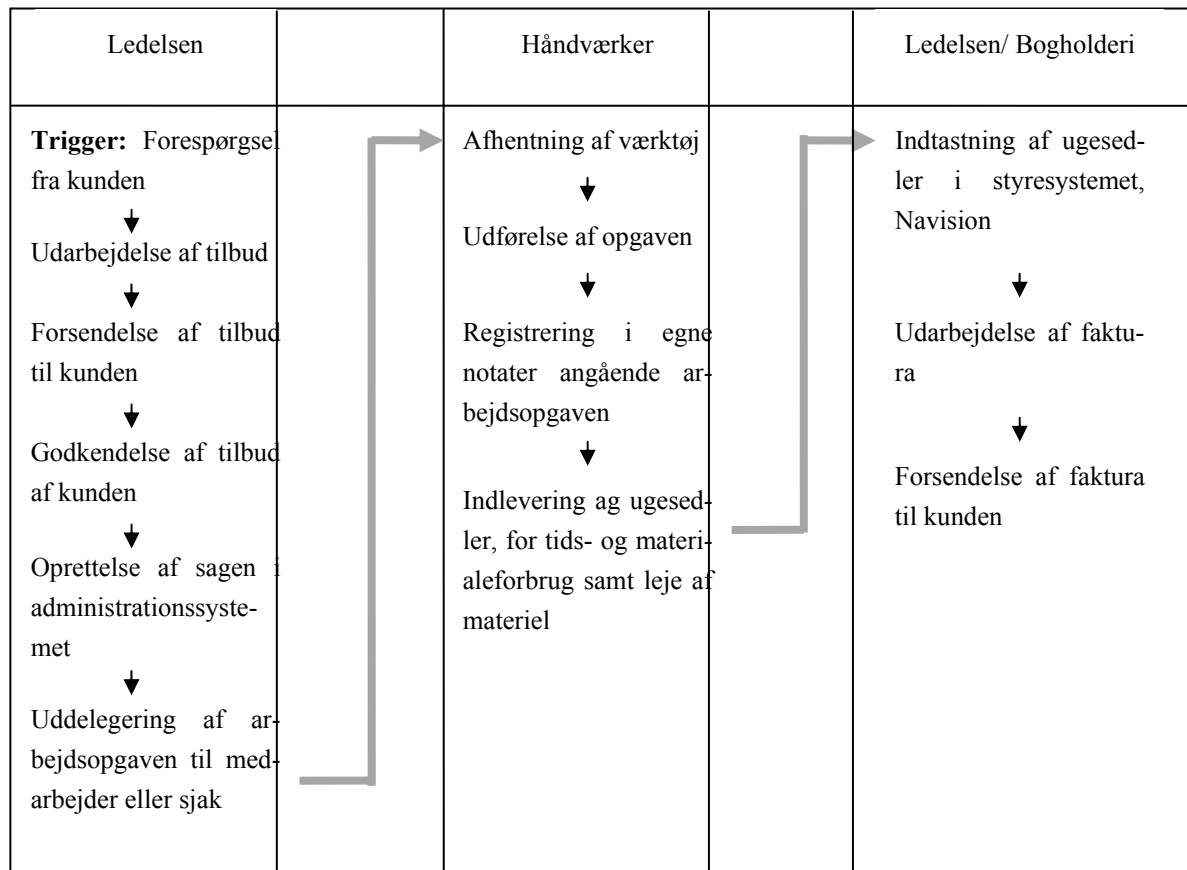 Ledelsen
Håndværker
Ledelsen/ Bogholderi
Trigger: Forespørgsel
fra kunden
Udarbejdelse af tilbud
Forsendelse af tilbud
til kunden
Godkendelse af tilbud
af kunden
Oprettelse af sagen i
administrationssyste-
met
Uddelegering af ar-
bejdsopgaven til med-
arbejder eller sjak
Afhentning af værktøj
Udførelse af opgaven
Registrering i egne
notater angående ar-
bejdsopgaven
Indlevering ag ugesed-
ler, for tids- og materi-
aleforbrug samt leje af
materiel
Indtastning af ugesed-
ler i styresystemet,
Navision
Udarbejdelse af faktu-
ra
Forsendelse af faktura
til kunden